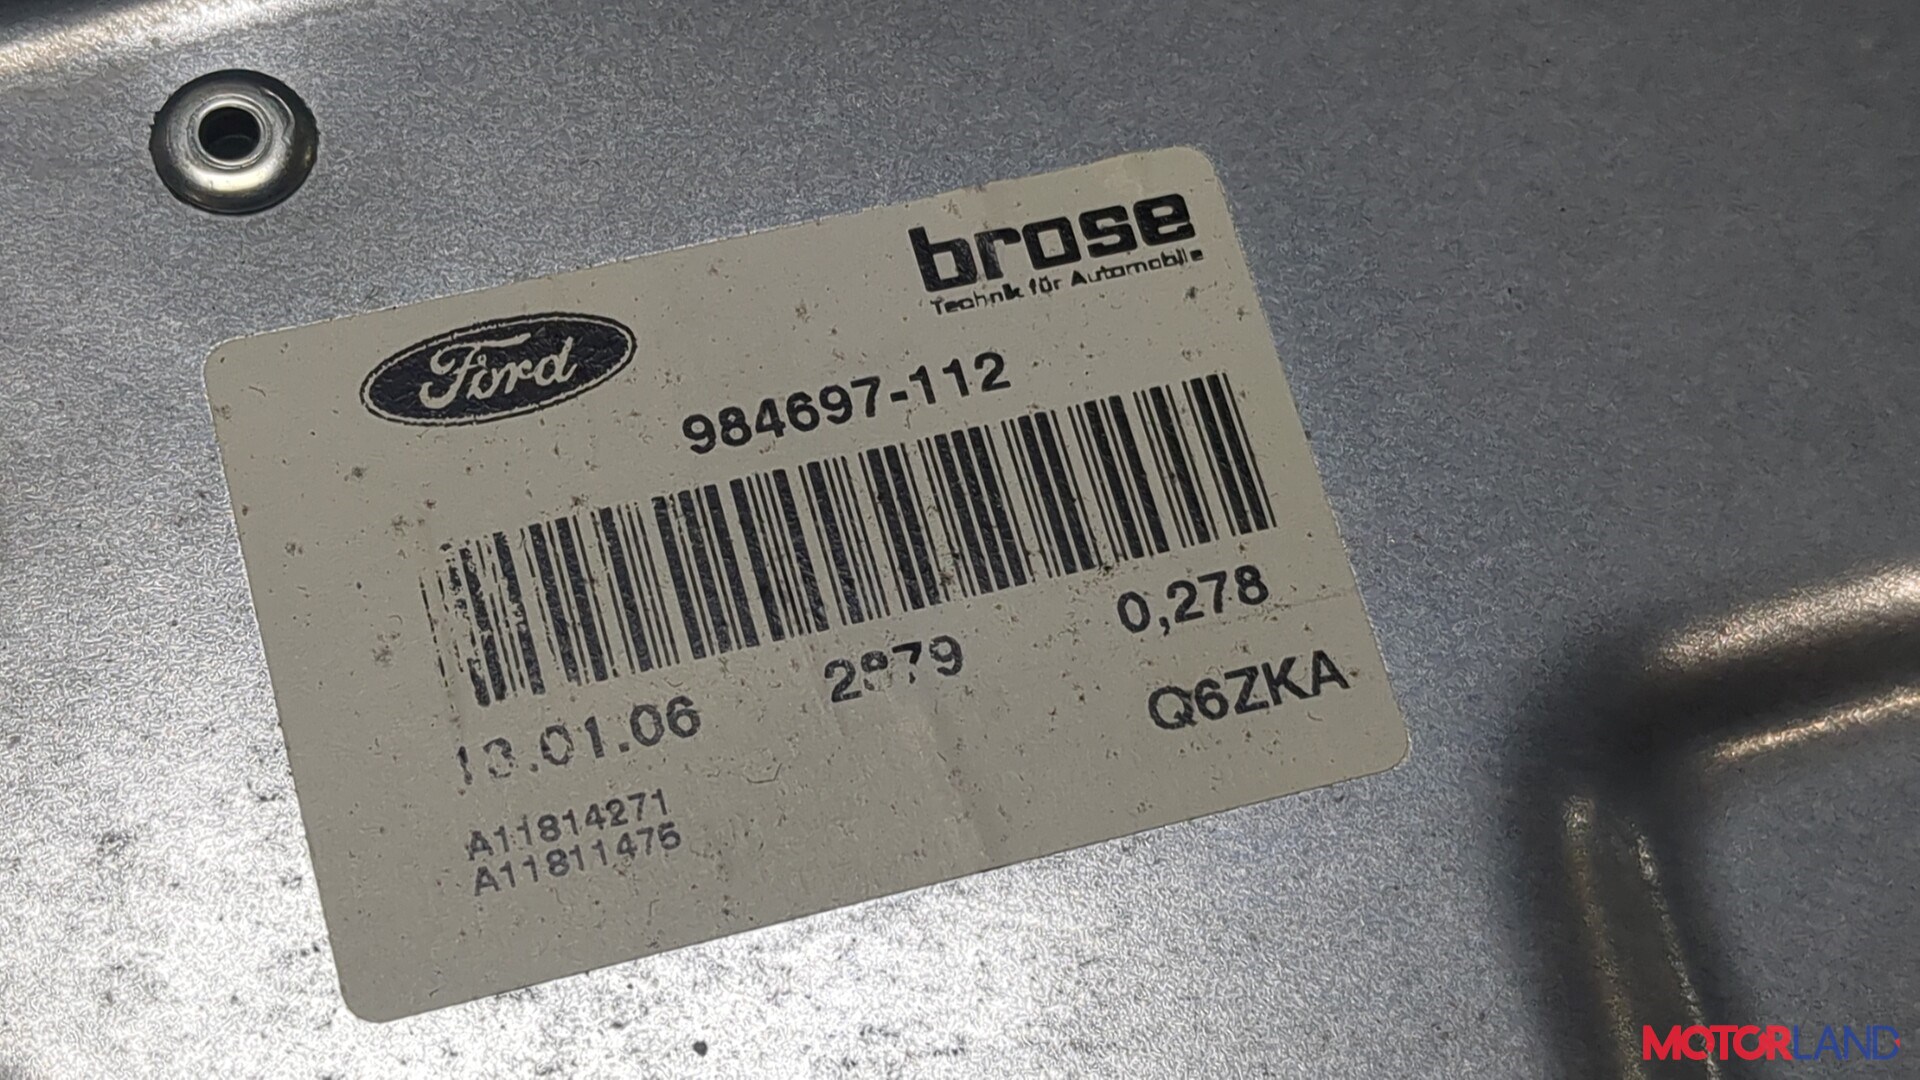 brose
Technik für Automobile
Ford
984697-112
0,278
2879
Q6ZKA
13.01.06
A11814271
A11811475
MOTORLAND